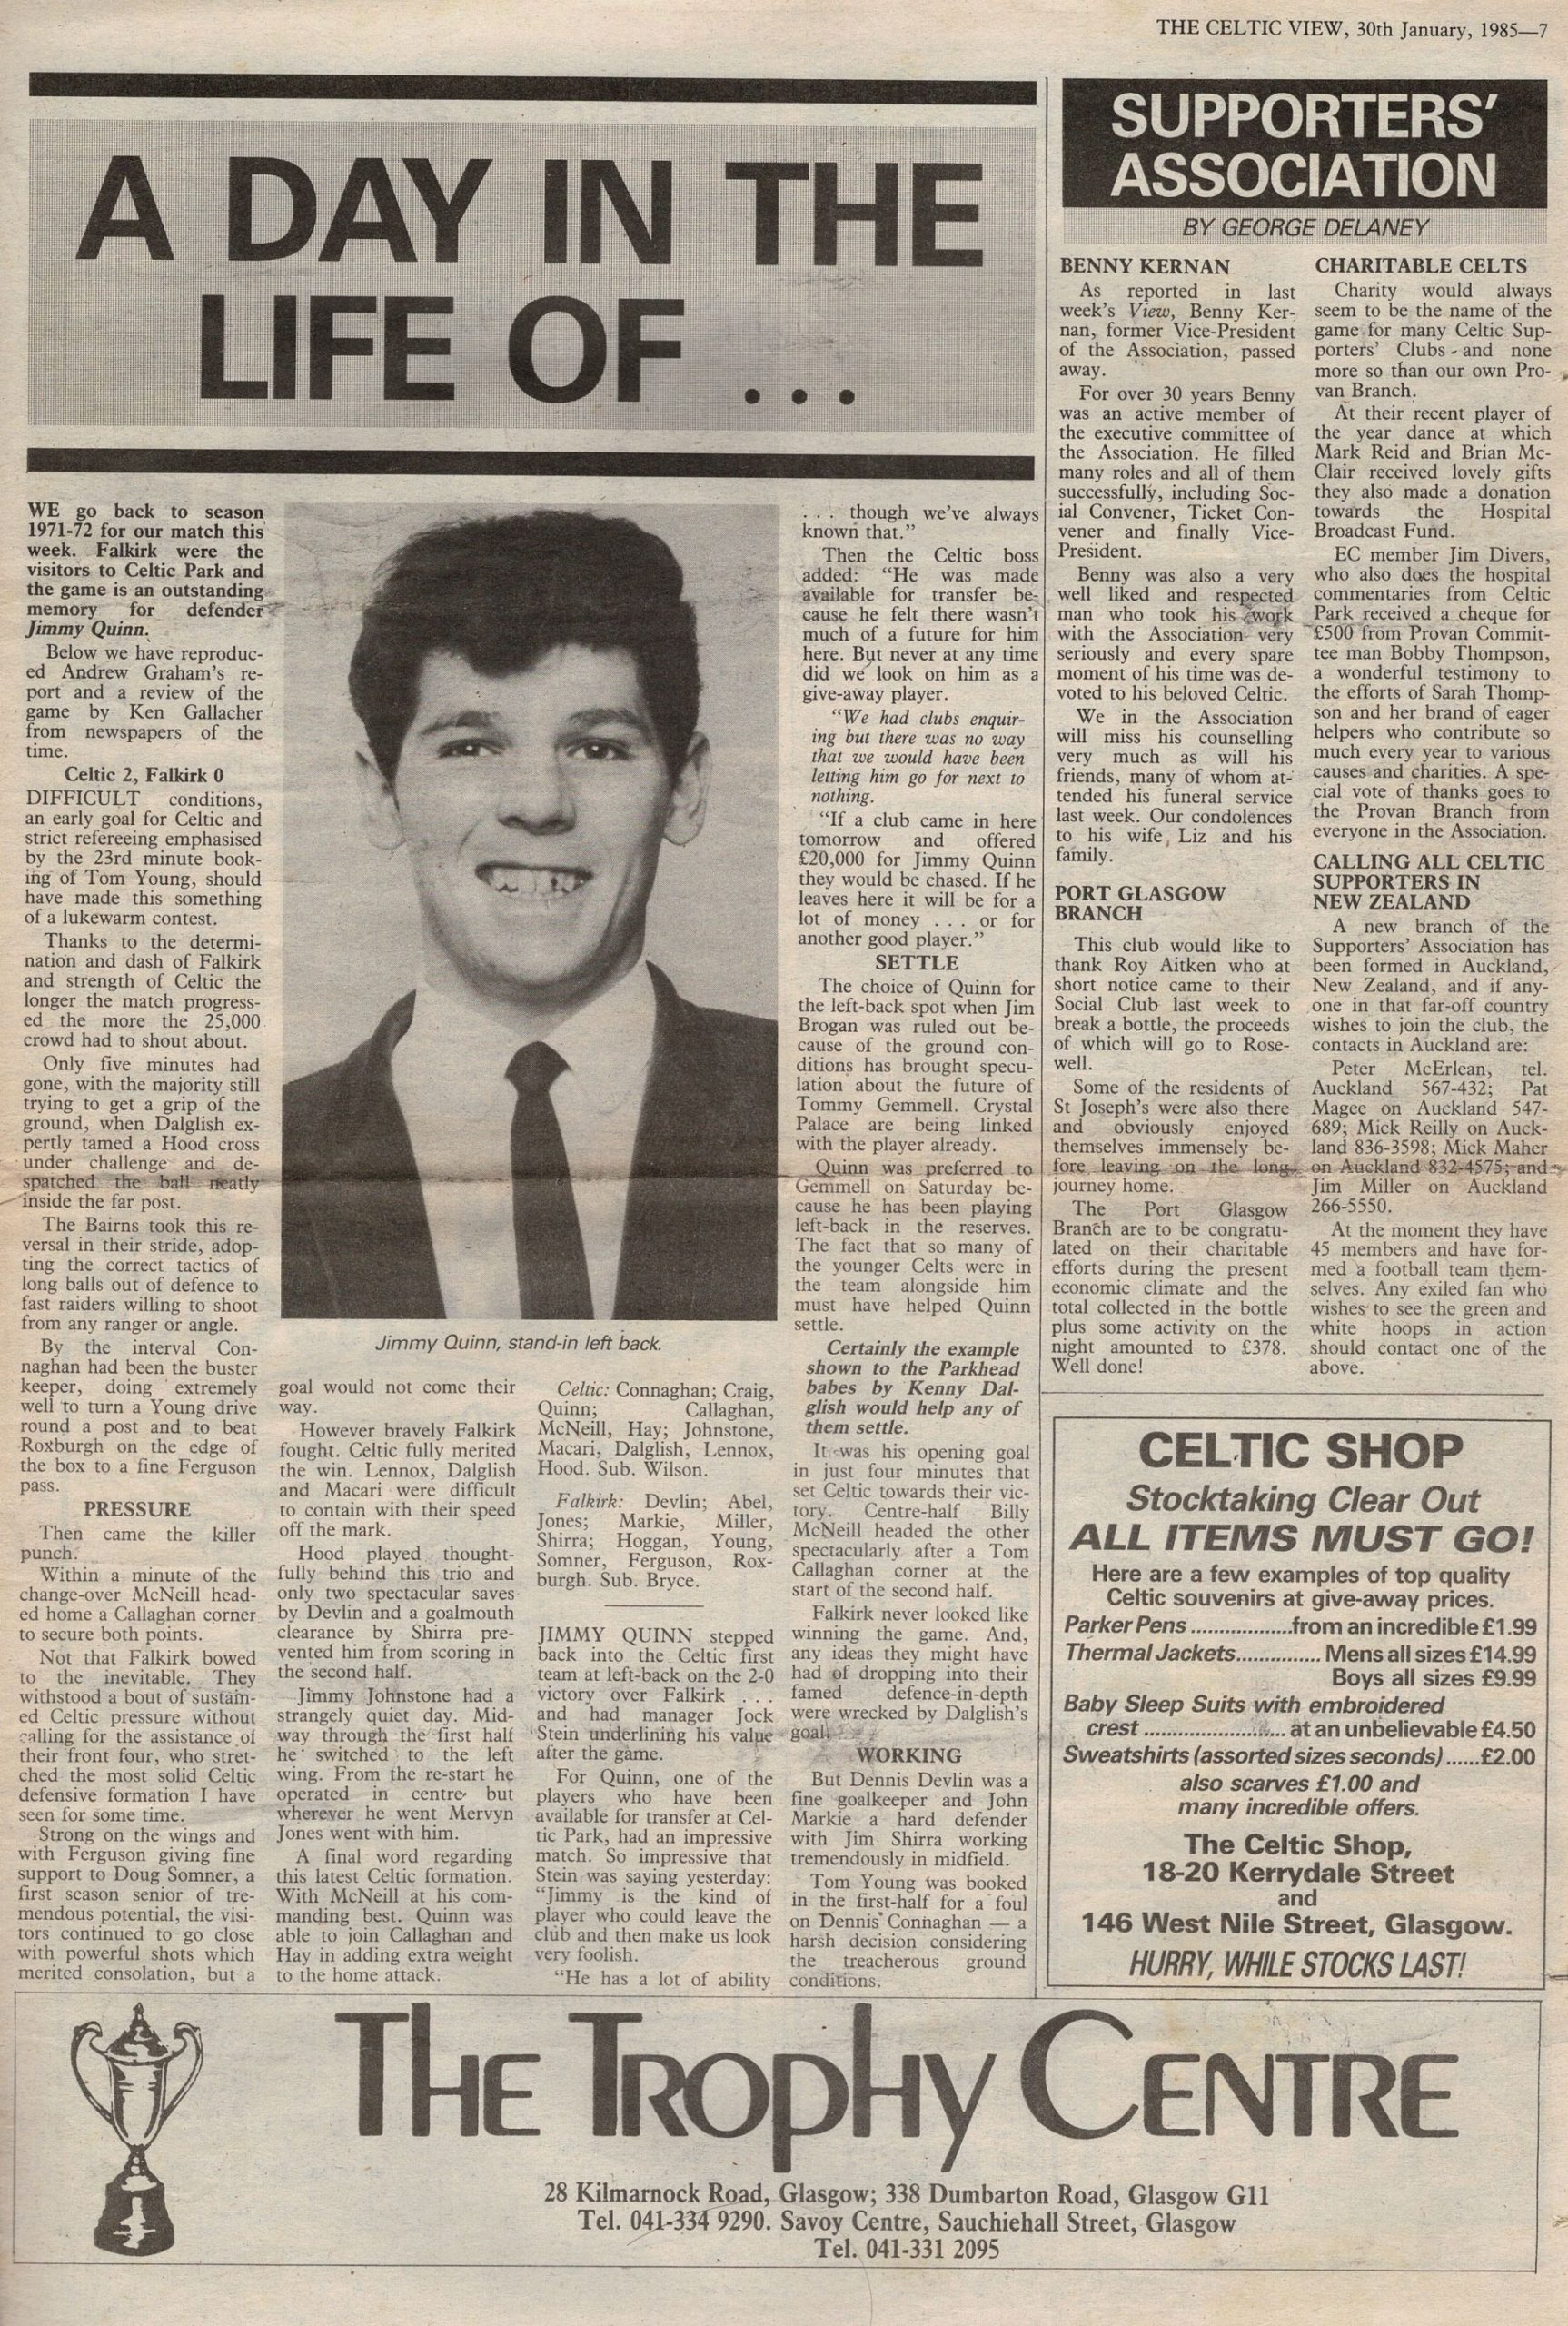 THE CELTIC VIEW, 30th January, 1985—7
A DAY IN THE
LIFE OF ...
WE go back to season
1971-72 for our match this
week. Falkirk were the
visitors to Celtic Park and
the game is an outstanding
memory for defender
Jimmy Quinn.
Below we have reproduc-
ed Andrew Graham's re-
port and a review of the
game by Ken Gallacher
from newspapers of the
time.
Celtic 2, Falkirk 0
DIFFICULT conditions,
an early goal for Celtic and
strict refereeing emphasised
by the 23rd minute book-
ing of Tom Young, should
have made this something
of a lukewarm contest.
Thanks to the determi-
nation and dash of Falkirk
and strength of Celtic the
longer the match progress-
ed the more the 25,000
crowd had to shout about.
Only five minutes had
gone, with the majority still
trying to get a grip of the
ground, when Dalglish ex-
pertly tamed a Hood cross
under challenge and de-
spatched the ball neatly
inside the far post.
The Bairns took this re-
versal in their stride, adop-
ting the correct tactics of
long balls out of defence to
fast raiders willing to shoot
from any ranger or angle.
By the interval Con-
naghan had been the buster
keeper, doing extremely
well to turn a Young drive
round a post and to beat
Roxburgh on the edge of
the box to a fine Ferguson
pass.
PRESSURE
Then came the killer
punch.
Within a minute of the
change-over McNeill head-
ed home a Callaghan corner
to secure both points.
Not that Falkirk bowed
to the inevitable. They
withstood a bout of sustain-
ed Celtic pressure without
calling for the assistance of
their front four, who stret-
ched the most solid Celtic
defensive formation I have
seen for some time.
Strong on the wings and
with Ferguson giving fine
support to Doug Somner, a
first season senior of tre-
mendous potential, the visi-
tors continued to go close
with powerful shots which
merited consolation, but a
Jimmy Quinn, stand-in left back.
goal would not come their
way.
However bravely Falkirk
fought. Celtic fully merited
the win. Lennox, Dalglish
and Macari were difficult
to contain with their speed
off the mark.
Hood played thought-
fully behind this trio and
only two spectacular saves
by Devlin and a goalmouth
clearance by Shirra pre-
vented him from scoring in
the second half.
Jimmy Johnstone had a
strangely quiet day. Mid-
way through the first half
he switched to the left
wing. From the re-start he
operated in centre but
wherever he went Mervyn
Jones went with him.
A final word regarding
this latest Celtic formation.
With McNeill at his com-
manding best. Quinn was
able to join Callaghan and
Hay in adding extra weight
to the home attack.
Celtic: Connaghan; Craig,
Quinn; Callaghan,
McNeill, Hay; Johnstone,
Macari, Dalglish, Lennox,
Hood. Sub. Wilson.
Falkirk: Devlin; Abel,
Jones; Markie, Miller,
Shirra; Hoggan, Young,
Somner, Ferguson, Rox-
burgh. Sub. Bryce.
JIMMY QUINN stepped
back into the Celtic first
team at left-back on the 2-0
victory over Falkirk . . .
and had manager Jock
Stein underlining his value
after the game.
For Quinn, one of the
players who have been
available for transfer at Cel-
tic Park, had an impressive
match. So impressive that
Stein was saying yesterday:
"Jimmy is the kind of
player who could leave the
club and then make us look
very foolish.
"He has a lot of ability
. . . though we've always
known that."
Then the Celtic boss
added: "He was made
available for transfer be-
cause he felt there wasn't
much of a future for him
here. But never at any time
did we look on him as a
give-away player.
"We had clubs enquir-
ing but there was no way
that we would have been
letting him go for next to
nothing.
"If a club came in here
tomorrow and offered
£20,000 for Jimmy Quinn
they would be chased. If he
leaves here it will be for a
lot of money . . . or for
another good player."
SETTLE
The choice of Quinn for
the left-back spot when Jim
Brogan was ruled out be-
cause of the ground con-
ditions has brought specu-
lation about the future of
Tommy Gemmell. Crystal
Palace are being linked
with the player already.
Quinn was preferred to
Gemmell on Saturday be-
cause he has been playing
left-back in the reserves.
The fact that so many of
the younger Celts were in
the team alongside him
must have helped Quinn
settle.
Certainly the example
shown to the Parkhead
babes by Kenny Dal-
glish would help any of
them settle.
It was his opening goal
in just four minutes that
set Celtic towards their vic-
tory. Centre-half Billy
McNeill headed the other
spectacularly after a Tom
Callaghan corner at the
start of the second half.
Falkirk never looked like
winning the game. And,
any ideas they might have
had of dropping into their
famed defence-in-depth
were wrecked by Dalglish's
goal.
WORKING
But Dennis Devlin was a
fine goalkeeper and John
Markie a hard defender
with Jim Shirra working
tremendously in midfield.
Tom Young was booked
in the first-half for a foul
on Dennis Connaghan — a
harsh decision considering
the treacherous ground
conditions.
SUPPORTERS'
ASSOCIATION
BY GEORGE DELANEY
BENNY KERNAN
As reported in last
week's View, Benny Ker-
nan, former Vice-President
of the Association, passed
away.
For over 30 years Benny
was an active member of
the executive committee of
the Association. He filled
many roles and all of them
successfully, including Soc-
ial Convener, Ticket Con-
vener and finally Vice-
President.
Benny was also a very
well liked and respected
man who took his work
with the Association very
seriously and every spare
moment of his time was de-
voted to his beloved Celtic.
We in the Association
will miss his counselling
very much as will his
friends, many of whom at-
tended his funeral service
last week. Our condolences
to his wife, Liz and his
family.
PORT GLASGOW
BRANCH
This club would like to
thank Roy Aitken who at
short notice came to their
Social Club last week to
break a bottle, the proceeds
of which will go to Rose-
well.
Some of the residents of
St Joseph's were also there
and obviously enjoyed
themselves immensely be-
fore leaving on the long
journey home.
The Port Glasgow
Branch are to be congratu-
lated on their charitable
efforts during the present
economic climate and the
total collected in the bottle
plus some activity on the
night amounted to £378.
Well done!
CHARITABLE CELTS
Charity would always
seem to be the name of the
game for many Celtic Sup-
porters' Clubs - and none
more so than our own Pro-
van Branch.
At their recent player of
the year dance at which
Mark Reid and Brian Mc-
Clair received lovely gifts
they also made a donation
towards the Hospital
Broadcast Fund.
EC member Jim Divers,
who also does the hospital
commentaries from Celtic
Park received a cheque for
£500 from Provan Commit-
tee man Bobby Thompson,
a wonderful testimony to
the efforts of Sarah Thomp-
son and her brand of eager
helpers who contribute so
much every year to various
causes and charities. A spe-
cial vote of thanks goes to
the Provan Branch from
everyone in the Association.
CALLING ALL CELTIC
SUPPORTERS IN
NEW ZEALAND
A new branch of the
Supporters' Association has
been formed in Auckland,
New Zealand, and if any-
one in that far-off country
wishes to join the club, the
contacts in Auckland are:
Peter McErlean, tel.
Auckland 567-432; Pat
Magee on Auckland 547-
689; Mick Reilly on Auck-
land 836-3598; Mick Maher
on Auckland 832-4575; and
Jim Miller on Auckland
266-5550.
At the moment they have
45 members and have for-
med a football team them-
selves. Any exiled fan who
wishes to see the green and
white hoops in action
should contact one of the
above.
CELTIC SHOP
Stocktaking Clear Out
ALL ITEMS MUST GO!
Here are a few examples of top quality
Celtic souvenirs at give-away prices.
Parker Pens ..................from an incredible £1.99
Thermal Jackets............... Mens all sizes £14.99
Boys all sizes £9.99
Baby Sleep Suits with embroidered
crest ......................... at an unbelievable £4.50
Sweatshirts (assorted sizes seconds) ......£2.00
also scarves £1.00 and
many incredible offers.
The Celtic Shop,
18-20 Kerrydale Street
and
146 West Nile Street, Glasgow.
HURRY, WHILE STOCKS LAST!
THE TROPHY CENTRE
28 Kilmarnock Road, Glasgow; 338 Dumbarton Road, Glasgow G11
Tel. 041-334 9290. Savoy Centre, Sauchiehall Street, Glasgow
Tel. 041-331 2095